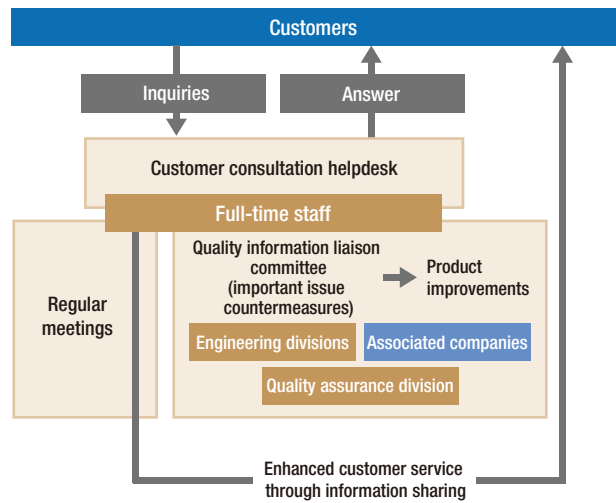 Customers
Inquiries
Answer
Customer consultation helpdesk
Full-time staff
Regular
meetings
Quality information liaison
committee
(important issue
countermeasures)
Product
improvements
Engineering divisions
Associated companies
Quality assurance division
Enhanced customer service
through information sharing